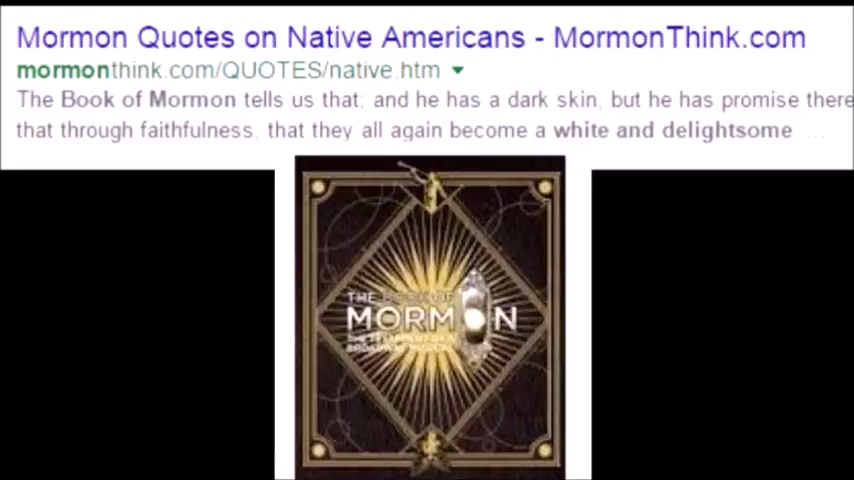 Mormon Quotes on Native Americans - MormonThink.com
mormonthink.com/QUOTES/native.htm
The Book of Mormon tells us that; and he has a dark skin, but he has promise there
that through faithfulness, that they all again become a white and delightsome ...
THE BOOK OF
MORMON